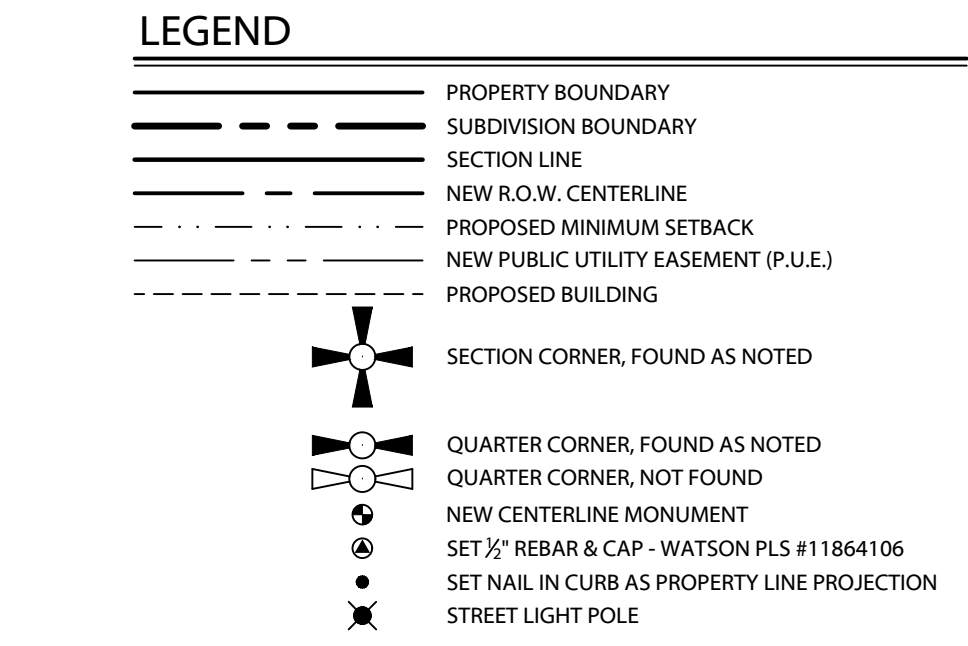 LEGEND
PROPERTY BOUNDARY
SUBDIVISION BOUNDARY
SECTION LINE
NEW R.O.W. CENTERLINE
PROPOSED MINIMUM SETBACK
NEW PUBLIC UTILITY EASEMENT (P.U.E.)
PROPOSED BUILDING
SECTION CORNER, FOUND AS NOTED
QUARTER CORNER, FOUND AS NOTED
QUARTER CORNER, NOT FOUND
NEW CENTERLINE MONUMENT
SET ½" REBAR & CAP - WATSON PLS #11864106
SET NAIL IN CURB AS PROPERTY LINE PROJECTION
STREET LIGHT POLE